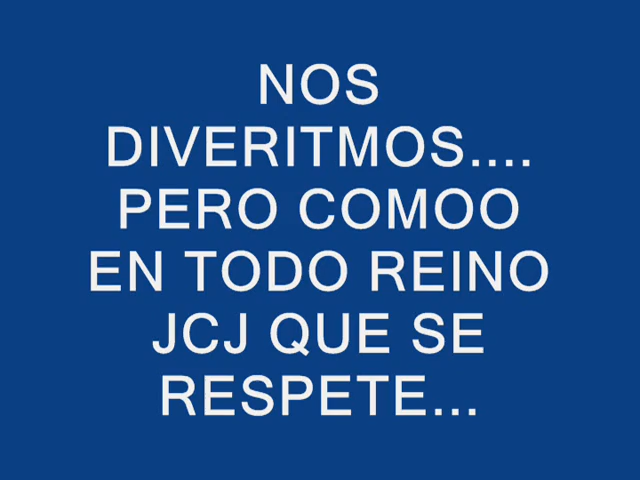 NOS
DIVERITMOS....
PERO COMOO
EN TODO REINO
JCJ QUE SE
RESPETE...